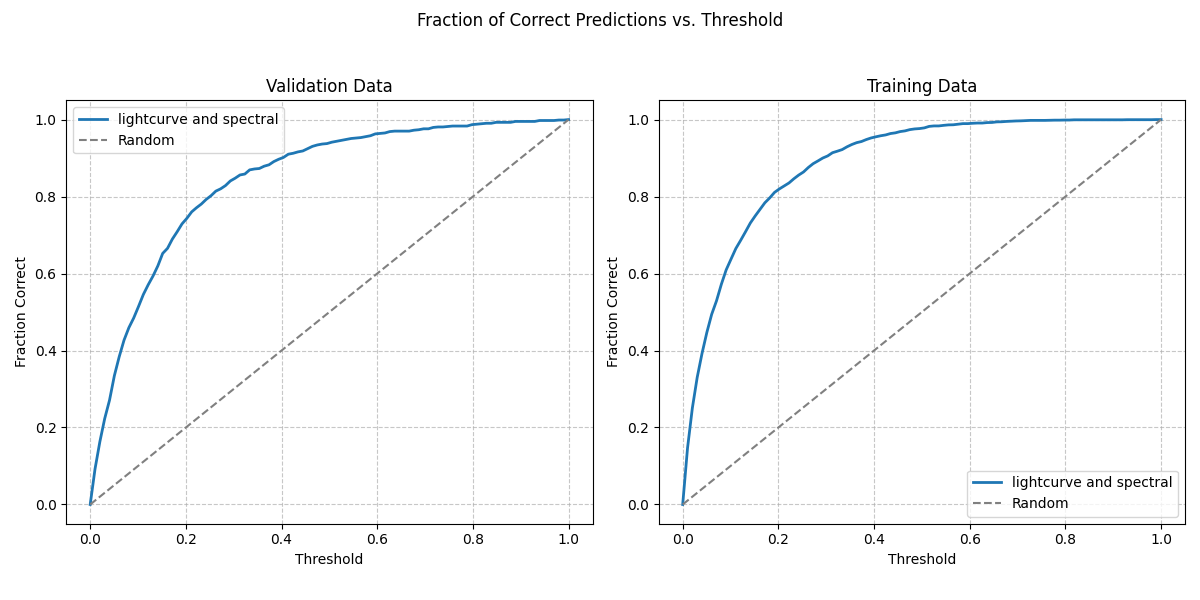 Fraction of Correct Predictions vs. Threshold
Validation Data
lightcurve and spectral
Random
1.0
0.8
0.6
0.4
0.2
0.0
Fraction Correct
0.0 0.2 0.4 0.6 0.8 1.0
Threshold
Training Data
1.0
0.8
0.6
0.4
0.2
0.0
Fraction Correct
lightcurve and spectral
Random
0.0 0.2 0.4 0.6 0.8 1.0
Threshold